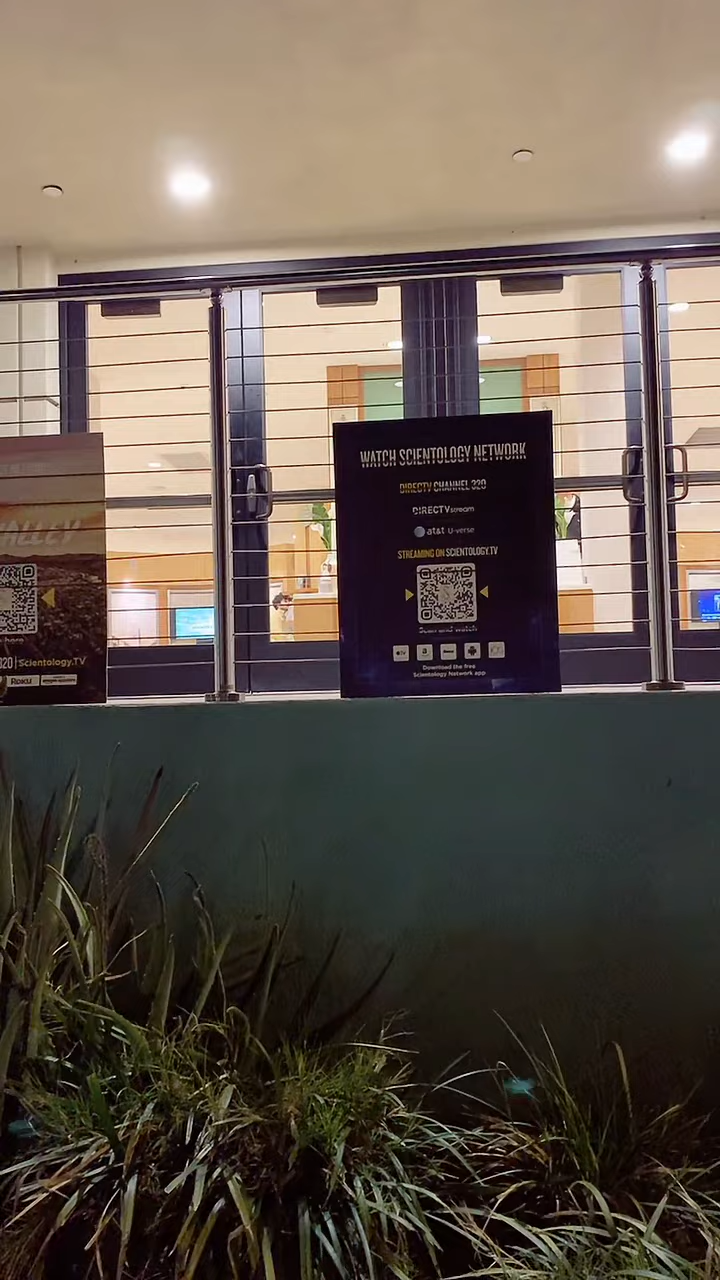 VALLEY
here
320 | Scientology.TV
ROKU
WATCH SCIENTOLOGY NETWORK
DIRECTV CHANNEL 320
DIRECTV stream
at&t U-verse
STREAMING ON SCIENTOLOGY.TV
Scan and watch
Download the free
Scientology Network app